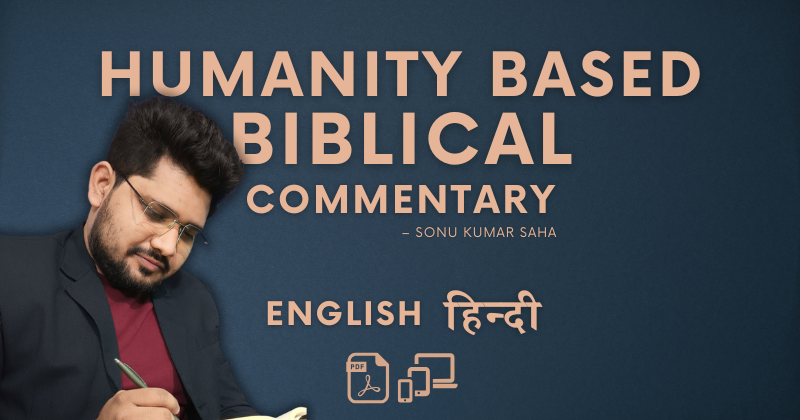 HUMANITY BASED
BIBLICAL
COMMENTARY
– SONU KUMAR SAHA
ENGLISH हिन्दी
PDF